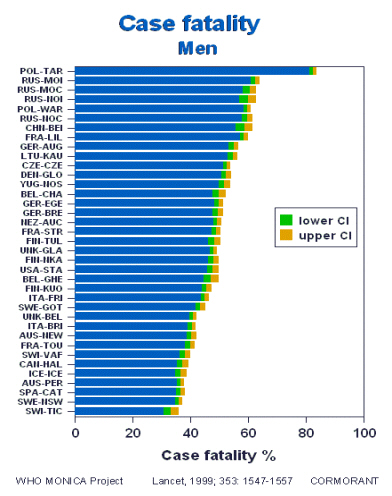 Case fatality
Men
POL-TAR
RUS-MOI
RUS-MOC
RUS-NOI
POL-WAR
RUS-NOC
CHN-BEI
FRA-LIL
GER-AUG
LTU-KAU
CZE-CZE
DEN-GLO
YUG-NOS
BEL-CHA
GER-EGE
GER-BRE
NEZ-AUC
FRA-STR
FIN-TUL
UNK-GLA
FIN-NKA
USA-STA
BEL-GHE
FIN-KUO
ITA-FRI
SWE-GOT
UNK-BEL
ITA-BRI
AUS-NEW
FRA-TOU
SWI-VAF
CAN-HAL
ICE-ICE
AUS-PER
SPA-CAT
SWE-NSW
SWI-TIC
lower CI
upper CI
0 20 40 60 80 100
Case fatality %
WHO MONICA Project Lancet, 1999; 353: 1547-1557 CORMORANT